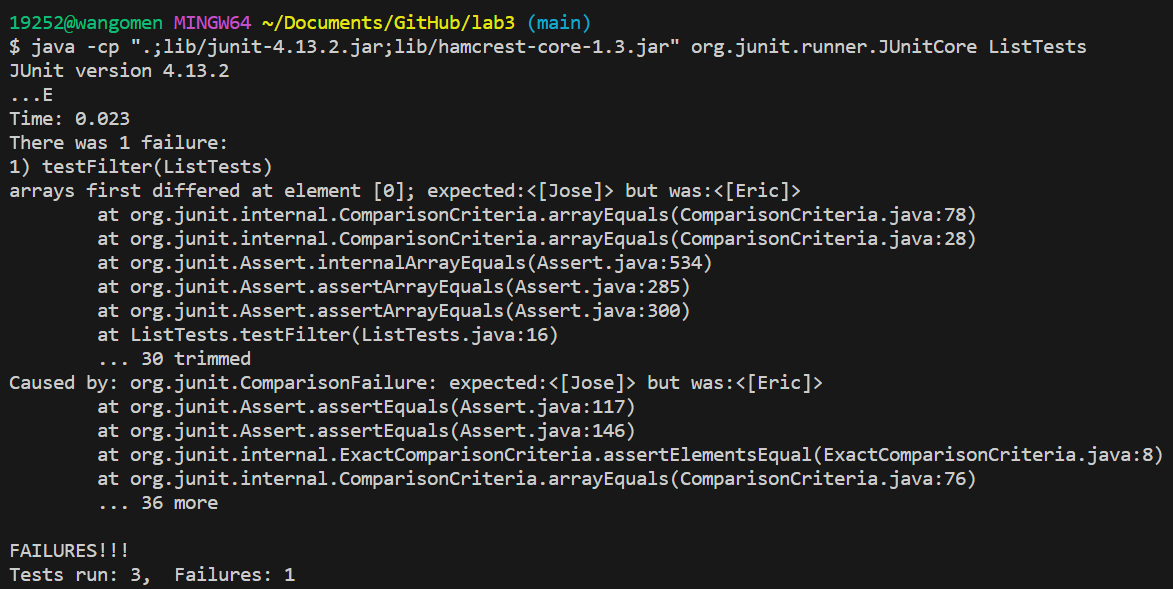 19252@wangomen MINGW64 ~/Documents/GitHub/lab3 (main)
$ java -cp ".;lib/junit-4.13.2.jar;lib/hamcrest-core-1.3.jar" org.junit.runner.JUnitCore ListTests
JUnit version 4.13.2
...E
Time: 0.023
There was 1 failure:
1) testFilter(ListTests)
arrays first differed at element [0]; expected:<[Jose]> but was:<[Eric]>
        at org.junit.internal.ComparisonCriteria.arrayEquals(ComparisonCriteria.java:78)
        at org.junit.internal.ComparisonCriteria.arrayEquals(ComparisonCriteria.java:28)
        at org.junit.Assert.internalArrayEquals(Assert.java:534)
        at org.junit.Assert.assertArrayEquals(Assert.java:285)
        at org.junit.Assert.assertArrayEquals(Assert.java:300)
        at ListTests.testFilter(ListTests.java:16)
        ... 30 trimmed
Caused by: org.junit.ComparisonFailure: expected:<[Jose]> but was:<[Eric]>
        at org.junit.Assert.assertEquals(Assert.java:117)
        at org.junit.Assert.assertEquals(Assert.java:146)
        at org.junit.internal.ExactComparisonCriteria.assertElementsEqual(ExactComparisonCriteria.java:8)
        at org.junit.internal.ComparisonCriteria.arrayEquals(ComparisonCriteria.java:76)
        ... 36 more

FAILURES!!!
Tests run: 3,  Failures: 1